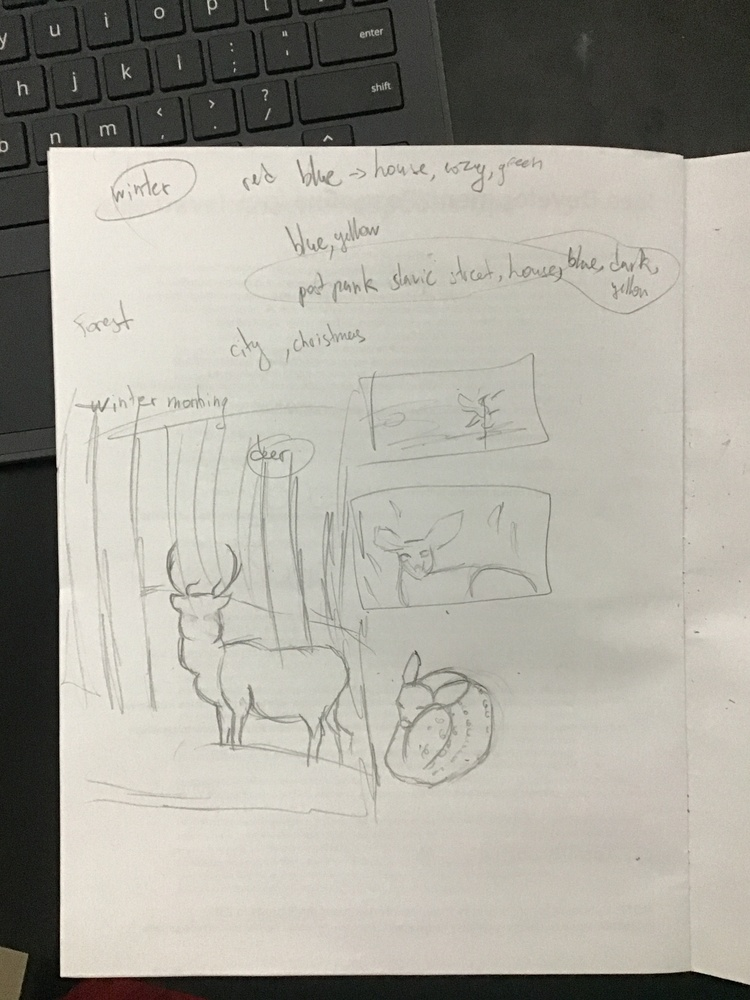 y u i o p [
enter
h j k l : ; " '
shift
b n m < , > . ? /
winter red blue → house, cozy, green
blue, yellow
post punk slavic street, house, blue, dark,
yellow
Forest
city, christmas
winter morning
deer